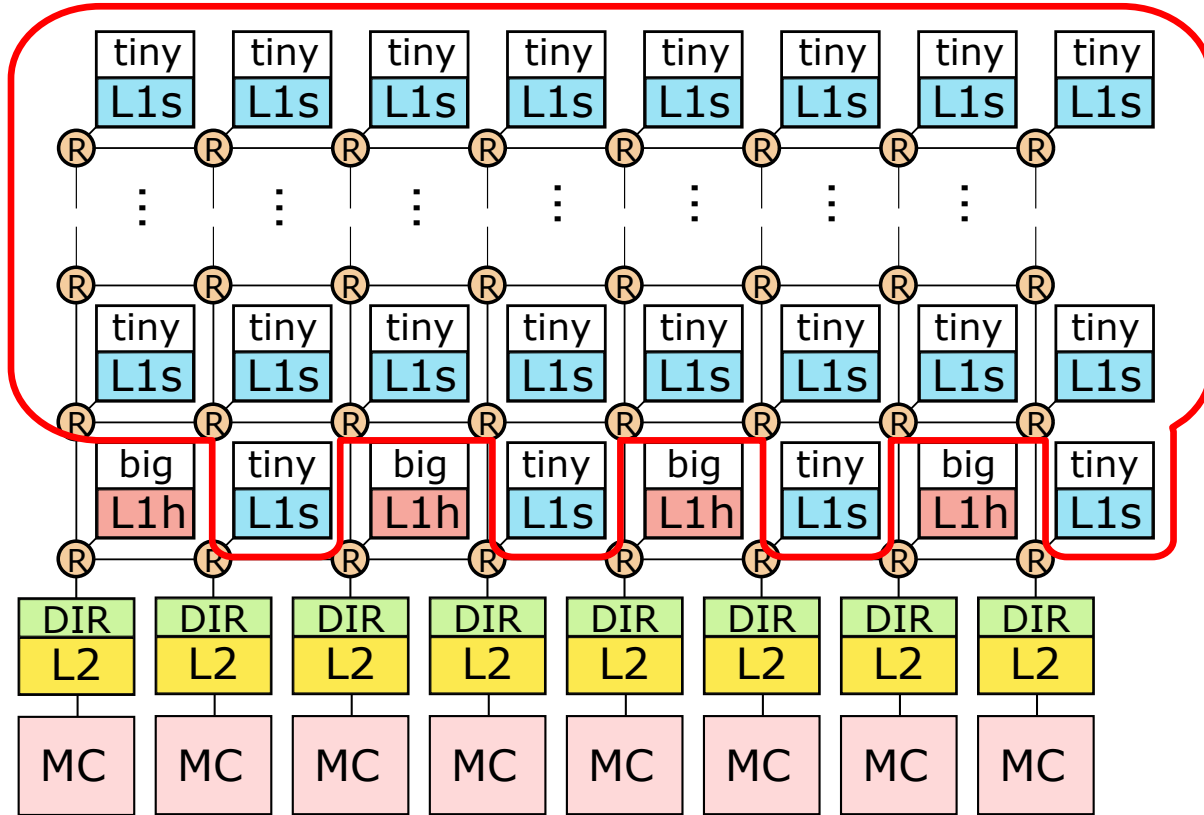 tiny tiny tiny tiny tiny tiny tiny tiny
L1s L1s L1s L1s L1s L1s L1s L1s
R R R R R R R R
R R R R R R R R
tiny tiny tiny tiny tiny tiny tiny tiny
L1s L1s L1s L1s L1s L1s L1s L1s
R R R R R R R R
big tiny big tiny big tiny big tiny
L1h L1s L1h L1s L1h L1s L1h L1s
R R R R R R R R
DIR DIR DIR DIR DIR DIR DIR DIR
L2 L2 L2 L2 L2 L2 L2 L2
MC MC MC MC MC MC MC MC